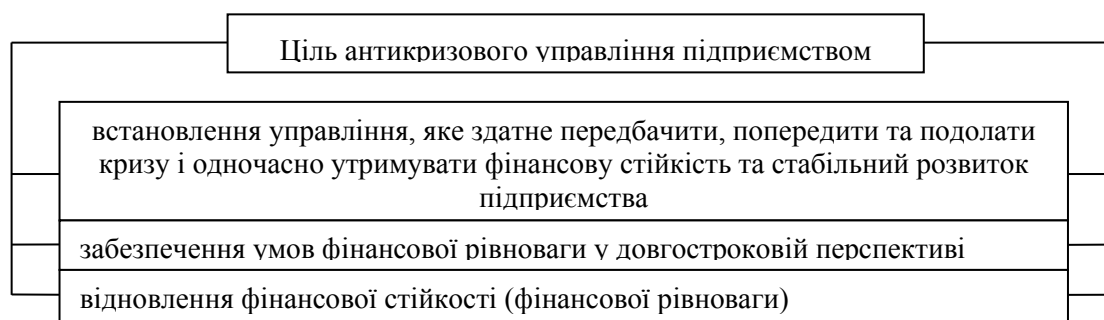 Ціль антикризового управління підприємством
встановлення управління, яке здатне передбачити, попередити та подолати
кризу і одночасно утримувати фінансову стійкість та стабільний розвиток
підприємства
забезпечення умов фінансової рівноваги у довгостроковій перспективі
відновлення фінансової стійкості (фінансової рівноваги)